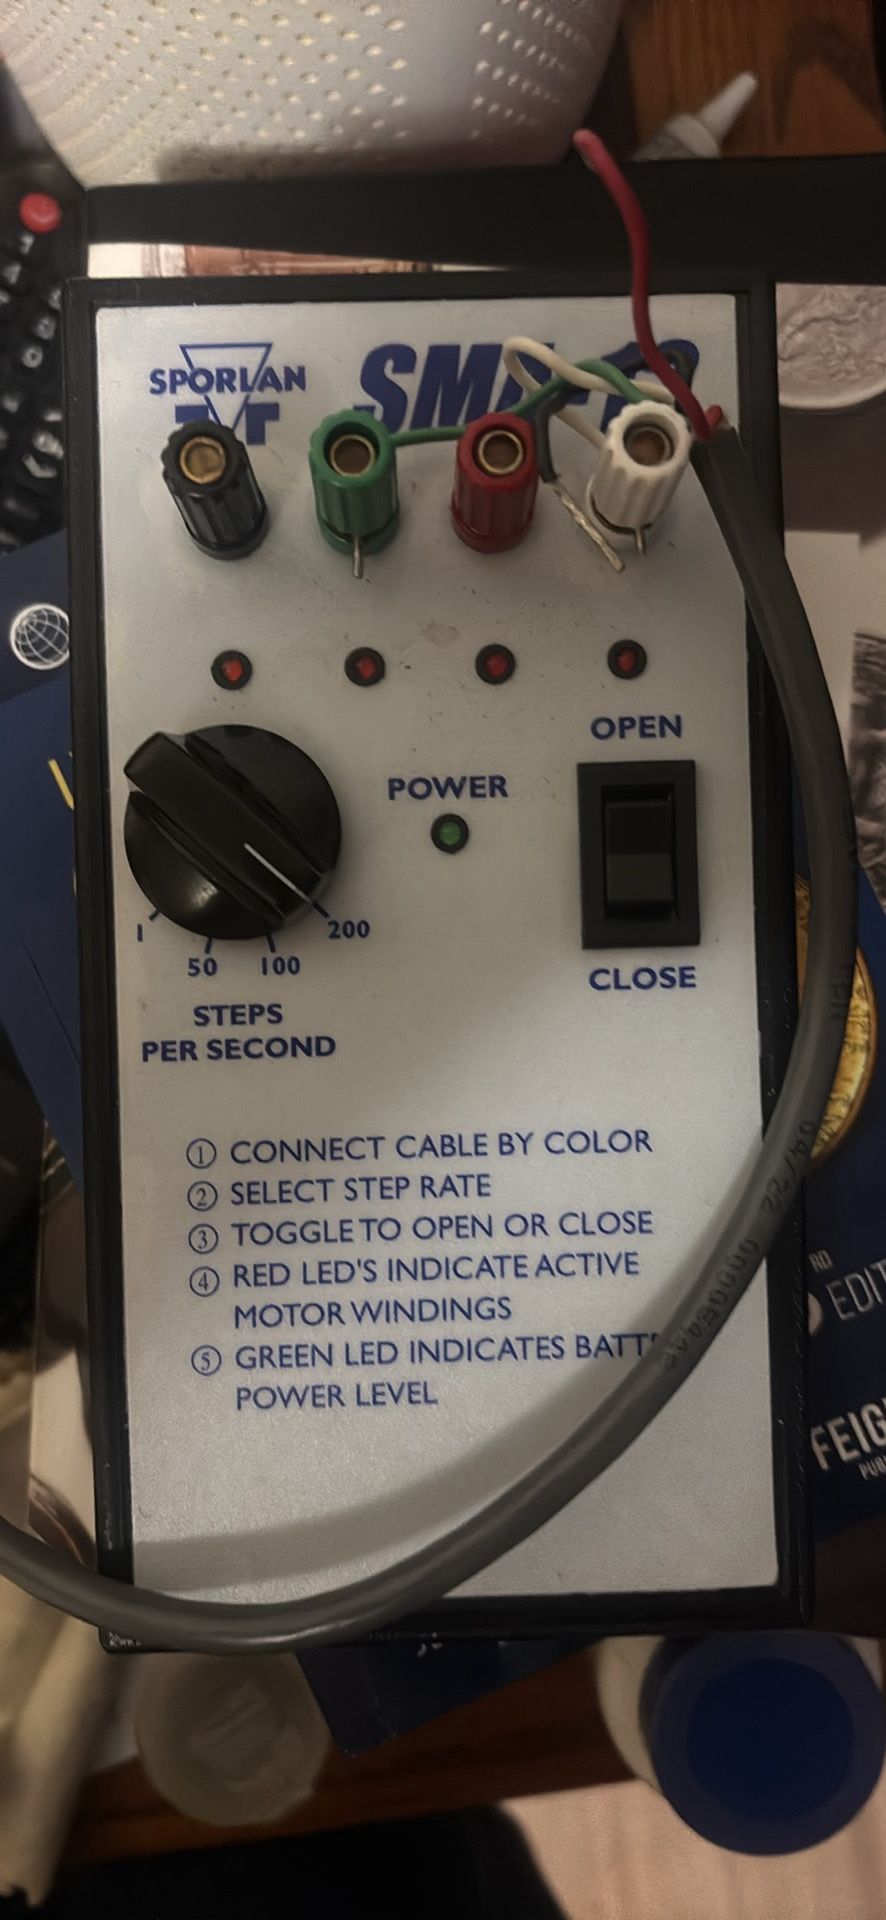 SPORLAN
OPEN
POWER
1
50
100
200
CLOSE
STEPS
PER SECOND
① CONNECT CABLE BY COLOR
② SELECT STEP RATE
③ TOGGLE TO OPEN OR CLOSE
④ RED LED'S INDICATE ACTIVE
MOTOR WINDINGS
⑤ GREEN LED INDICATES
POWER LEVEL
RD